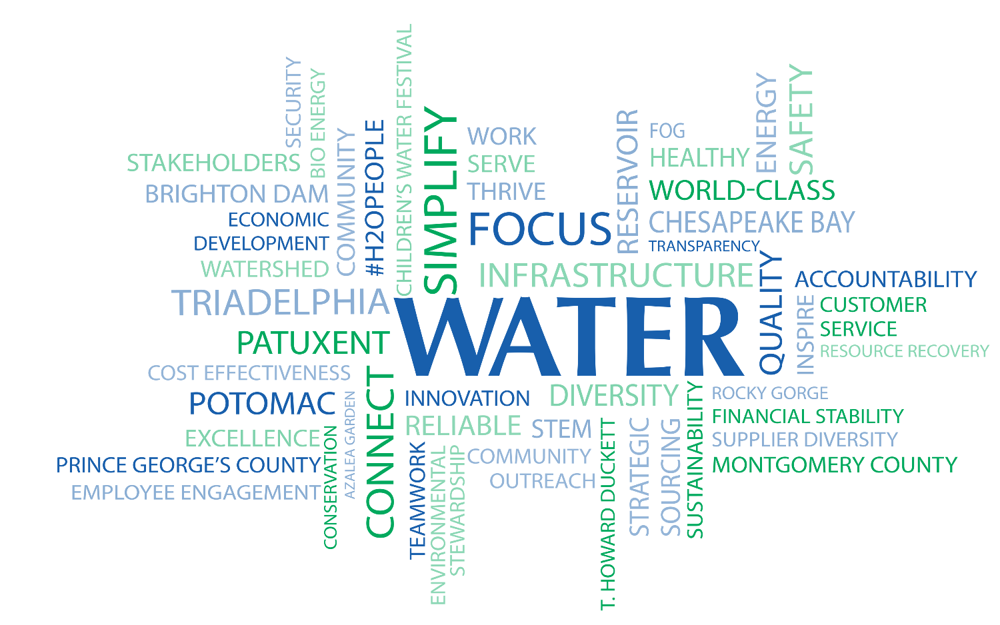 SECURITY
BIO ENERGY
STAKEHOLDERS
BRIGHTON DAM
ECONOMIC
DEVELOPMENT
WATERSHED
COMMUNITY
#H2OPEOPLE
CHILDREN'S WATER FESTIVAL
SIMPLIFY
WORK
SERVE
THRIVE
FOCUS
RESERVOIR
FOG
HEALTHY
ENERGY
SAFETY
WORLD-CLASS
CHESAPEAKE BAY
TRANSPARENCY
INFRASTRUCTURE
TRIADELPHIA
WATER
QUALITY
ACCOUNTABILITY
INSPIRE
CUSTOMER
SERVICE
RESOURCE RECOVERY
PATUXENT
COST EFFECTIVENESS
POTOMAC
EXCELLENCE
PRINCE GEORGE'S COUNTY
EMPLOYEE ENGAGEMENT
CONSERVATION
AZALEA GARDEN
CONNECT
INNOVATION
RELIABLE
TEAMWORK
ENVIRONMENTAL
STEWARDSHIP
DIVERSITY
STEM
COMMUNITY
OUTREACH
T. HOWARD DUCKETT
STRATEGIC
SOURCING
SUSTAINABILITY
ROCKY GORGE
FINANCIAL STABILITY
SUPPLIER DIVERSITY
MONTGOMERY COUNTY